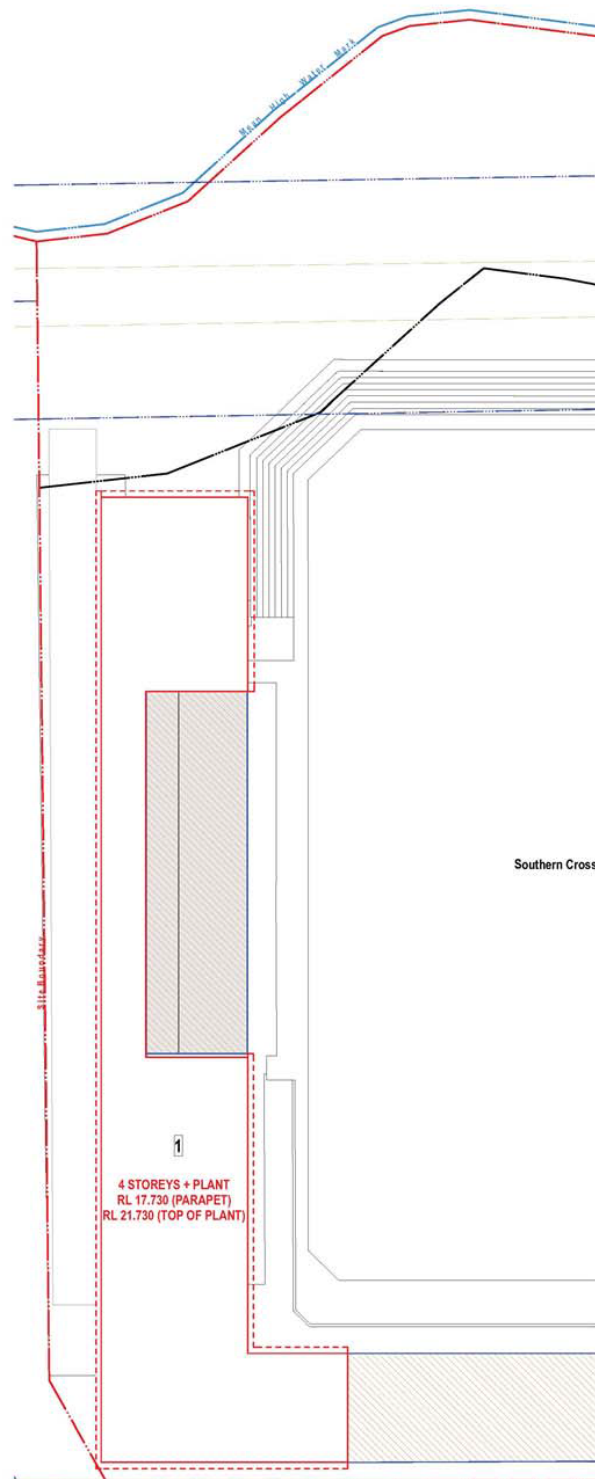 Mean High Water Mark
Southern Cross
Site Boundary
1
4 STOREYS + PLANT
RL 17.730 (PARAPET)
RL 21.730 (TOP OF PLANT)